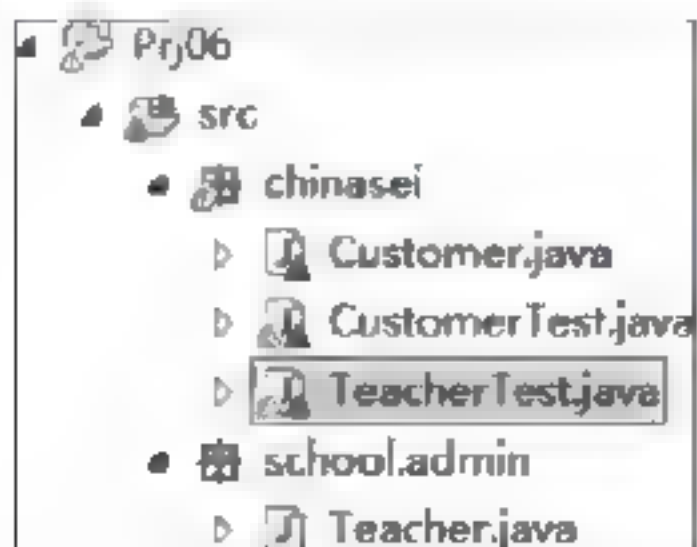 Prj06
src
chinasei
Customer.java
CustomerTest.java
TeacherTest.java
school.admin
Teacher.java